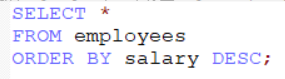 SELECT *
FROM employees
ORDER BY salary DESC;